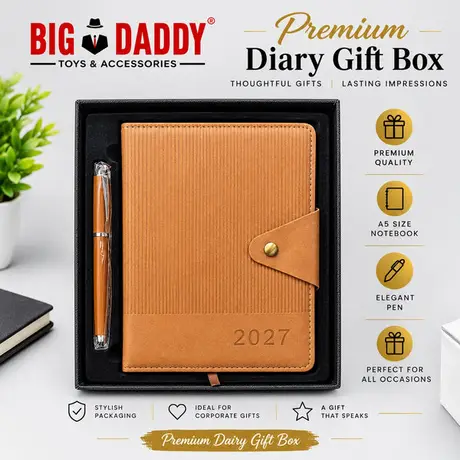 BIG DADDY®
TOYS & ACCESSORIES
Premium
Diary Gift Box
THOUGHTFUL GIFTS | LASTING IMPRESSIONS
PREMIUM
QUALITY
A5 SIZE
NOTEBOOK
ELEGANT
PEN
PERFECT FOR
ALL OCCASIONS
2027
STYLISH
PACKAGING
IDEAL FOR
CORPORATE GIFTS
A GIFT
THAT SPEAKS
Premium Dairy Gift Box